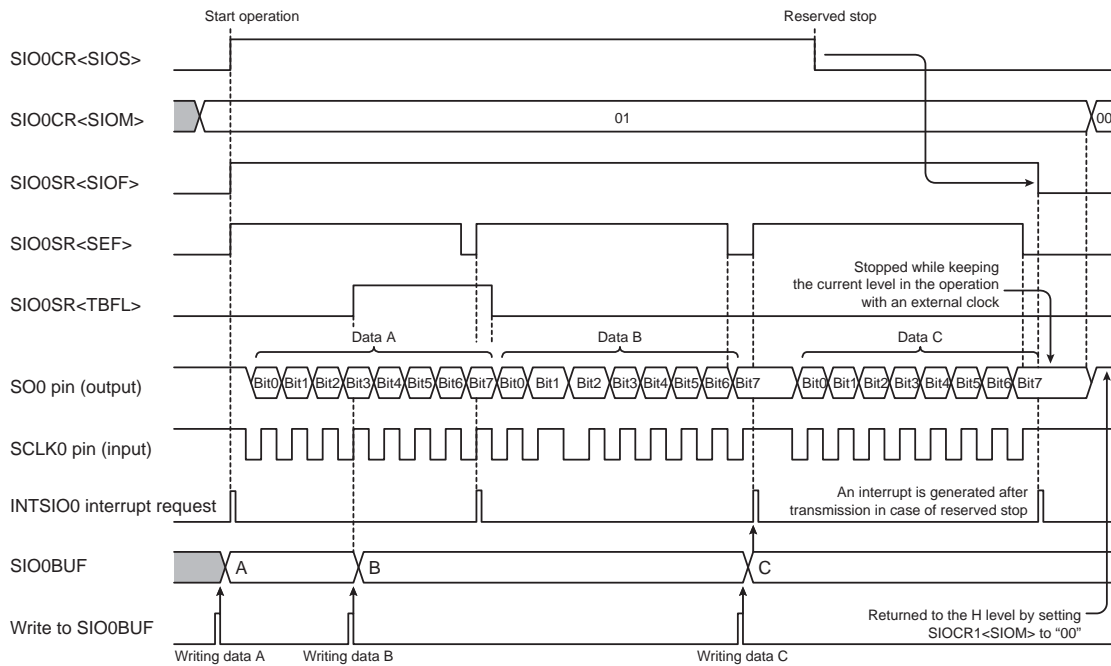 Start operation
Reserved stop
SIO0CR<SIOS>
SIO0CR<SIOM>
01
00
SIO0SR<SIOF>
SIO0SR<SEF>
Stopped while keeping
the current level in the operation
with an external clock
SIO0SR<TBFL>
Data A
Data B
Data C
SO0 pin (output)
Bit0 Bit1 Bit2 Bit3 Bit4 Bit5 Bit6 Bit7 Bit0 Bit1 Bit2 Bit3 Bit4 Bit5 Bit6 Bit7 Bit0 Bit1 Bit2 Bit3 Bit4 Bit5 Bit6 Bit7
SCLK0 pin (input)
INTSIO0 interrupt request
An interrupt is generated after
transmission in case of reserved stop
SIO0BUF
A
B
C
Write to SIO0BUF
Returned to the H level by setting
SIOCR1<SIOM> to “00”
Writing data A
Writing data B
Writing data C